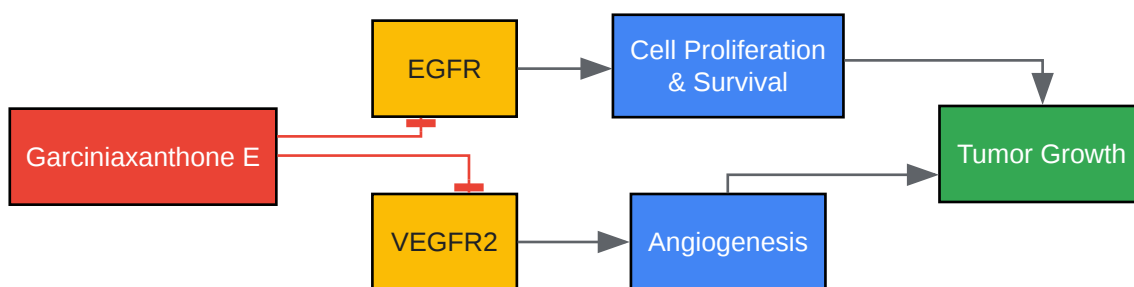 EGFR
Cell Proliferation
& Survival
Garciniaxanthone E
Tumor Growth
VEGFR2
Angiogenesis